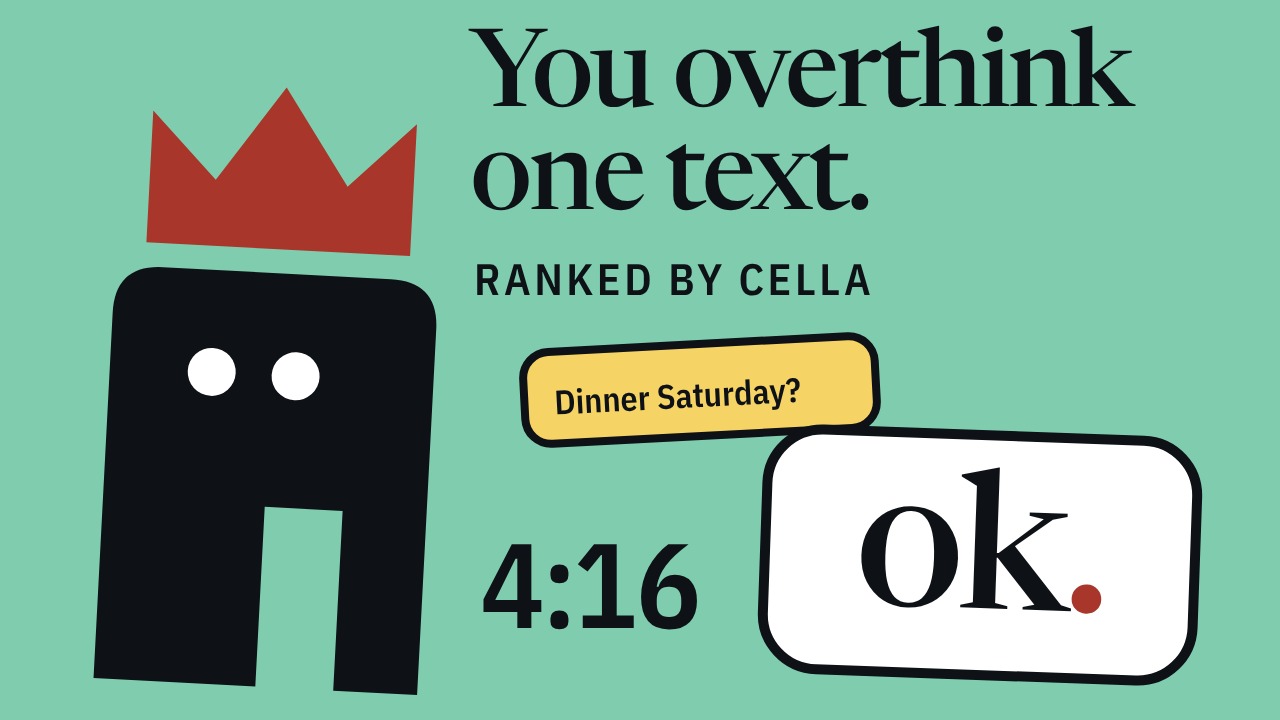 You overthink
one text.
RANKED BY CELLA
Dinner Saturday?
4:16
ok.